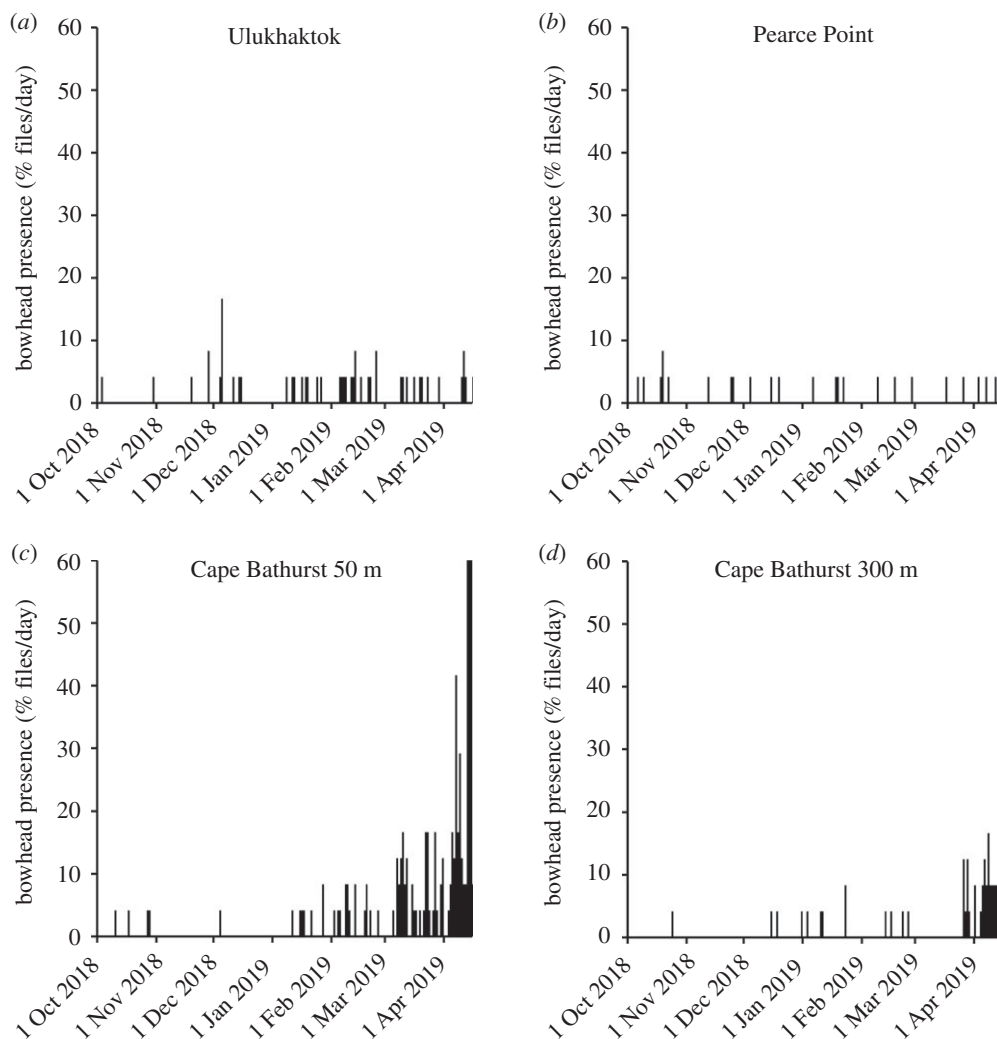 (a)
Ulukhaktok
bowhead presence (% files/day)
60
50
40
30
20
10
0
1 Oct 2018
1 Nov 2018
1 Dec 2018
1 Jan 2019
1 Feb 2019
1 Mar 2019
1 Apr 2019
(b)
Pearce Point
bowhead presence (% files/day)
60
50
40
30
20
10
0
1 Oct 2018
1 Nov 2018
1 Dec 2018
1 Jan 2019
1 Feb 2019
1 Mar 2019
1 Apr 2019
(c)
Cape Bathurst 50 m
bowhead presence (% files/day)
60
50
40
30
20
10
0
1 Oct 2018
1 Nov 2018
1 Dec 2018
1 Jan 2019
1 Feb 2019
1 Mar 2019
1 Apr 2019
(d)
Cape Bathurst 300 m
bowhead presence (% files/day)
60
50
40
30
20
10
0
1 Oct 2018
1 Nov 2018
1 Dec 2018
1 Jan 2019
1 Feb 2019
1 Mar 2019
1 Apr 2019